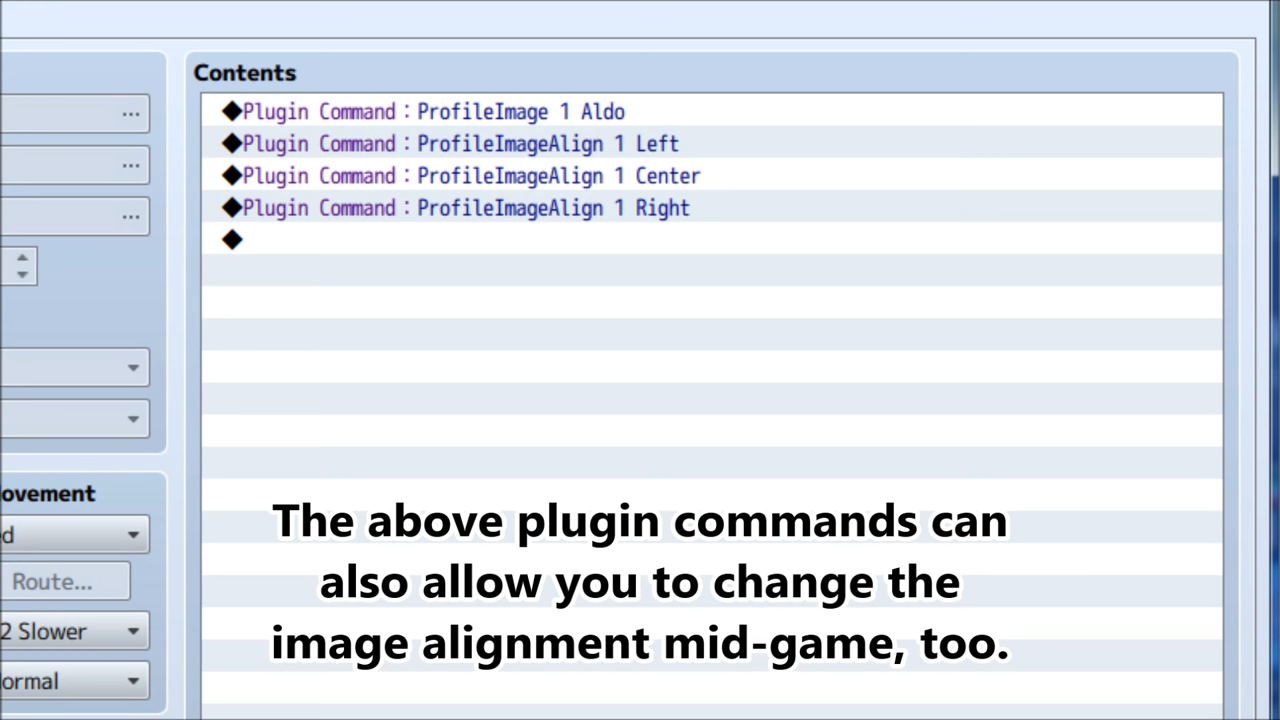 Contents
◆Plugin Command：ProfileImage 1 Aldo
◆Plugin Command：ProfileImageAlign 1 Left
◆Plugin Command：ProfileImageAlign 1 Center
◆Plugin Command：ProfileImageAlign 1 Right
◆
...
...
...
ovement
d
Route...
2 Slower
ormal
The above plugin commands can
also allow you to change the
image alignment mid-game, too.